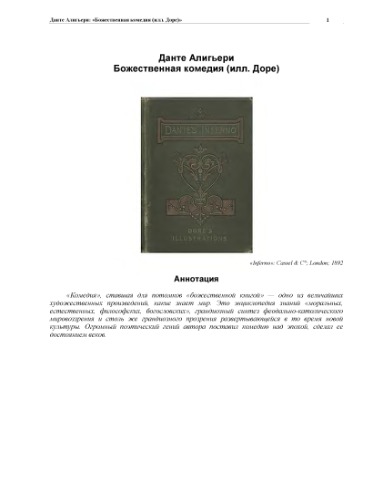 Данте Алигьери: «Божественная комедия (илл. Доре)» 1
Данте Алигьери
Божественная комедия (илл. Доре)
DANTE'S INFERNO
DORÉ'S
ILLUSTRATIONS
«Inferno»: Cassel & C°, London, 1892
Аннотация
«Комедия», ставшая для потомков «божественной книгой» — одно из величайших
художественных произведений, какие знает мир. Это энциклопедия знаний «моральных,
естественных, философских, богословских», грандиозный синтез феодально-католического
мировоззрения и столь же грандиозного прозрения развертывающейся в то время новой
культуры. Огромный поэтический гений автора поставил комедию над эпохой, сделал ее
достоянием веков.